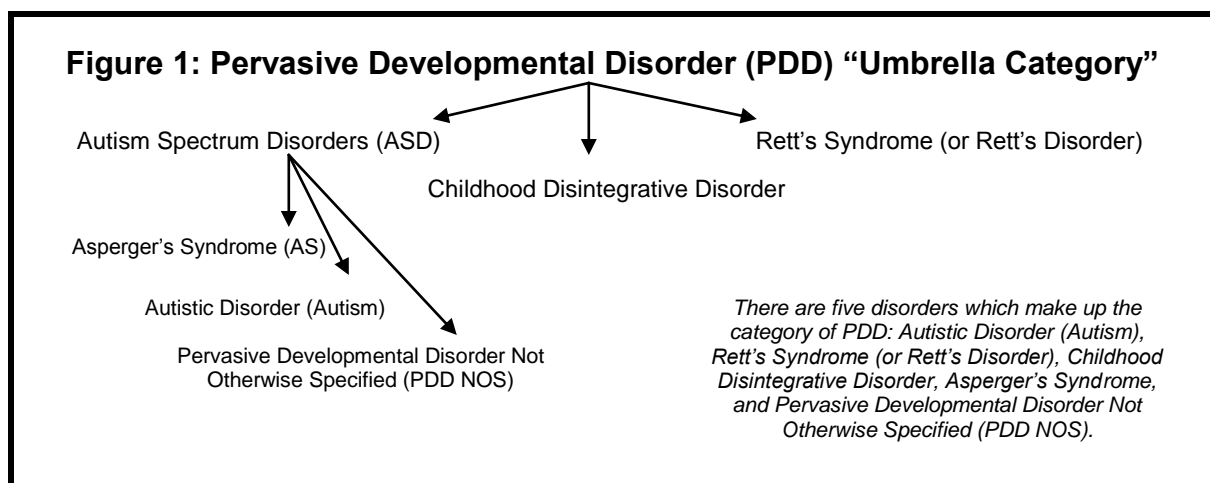 Figure 1: Pervasive Developmental Disorder (PDD) “Umbrella Category”
Autism Spectrum Disorders (ASD)
Rett’s Syndrome (or Rett’s Disorder)
Childhood Disintegrative Disorder
Asperger’s Syndrome (AS)
Autistic Disorder (Autism)
Pervasive Developmental Disorder Not
Otherwise Specified (PDD NOS)
There are five disorders which make up the
category of PDD: Autistic Disorder (Autism),
Rett’s Syndrome (or Rett’s Disorder), Childhood
Disintegrative Disorder, Asperger’s Syndrome,
and Pervasive Developmental Disorder Not
Otherwise Specified (PDD NOS).